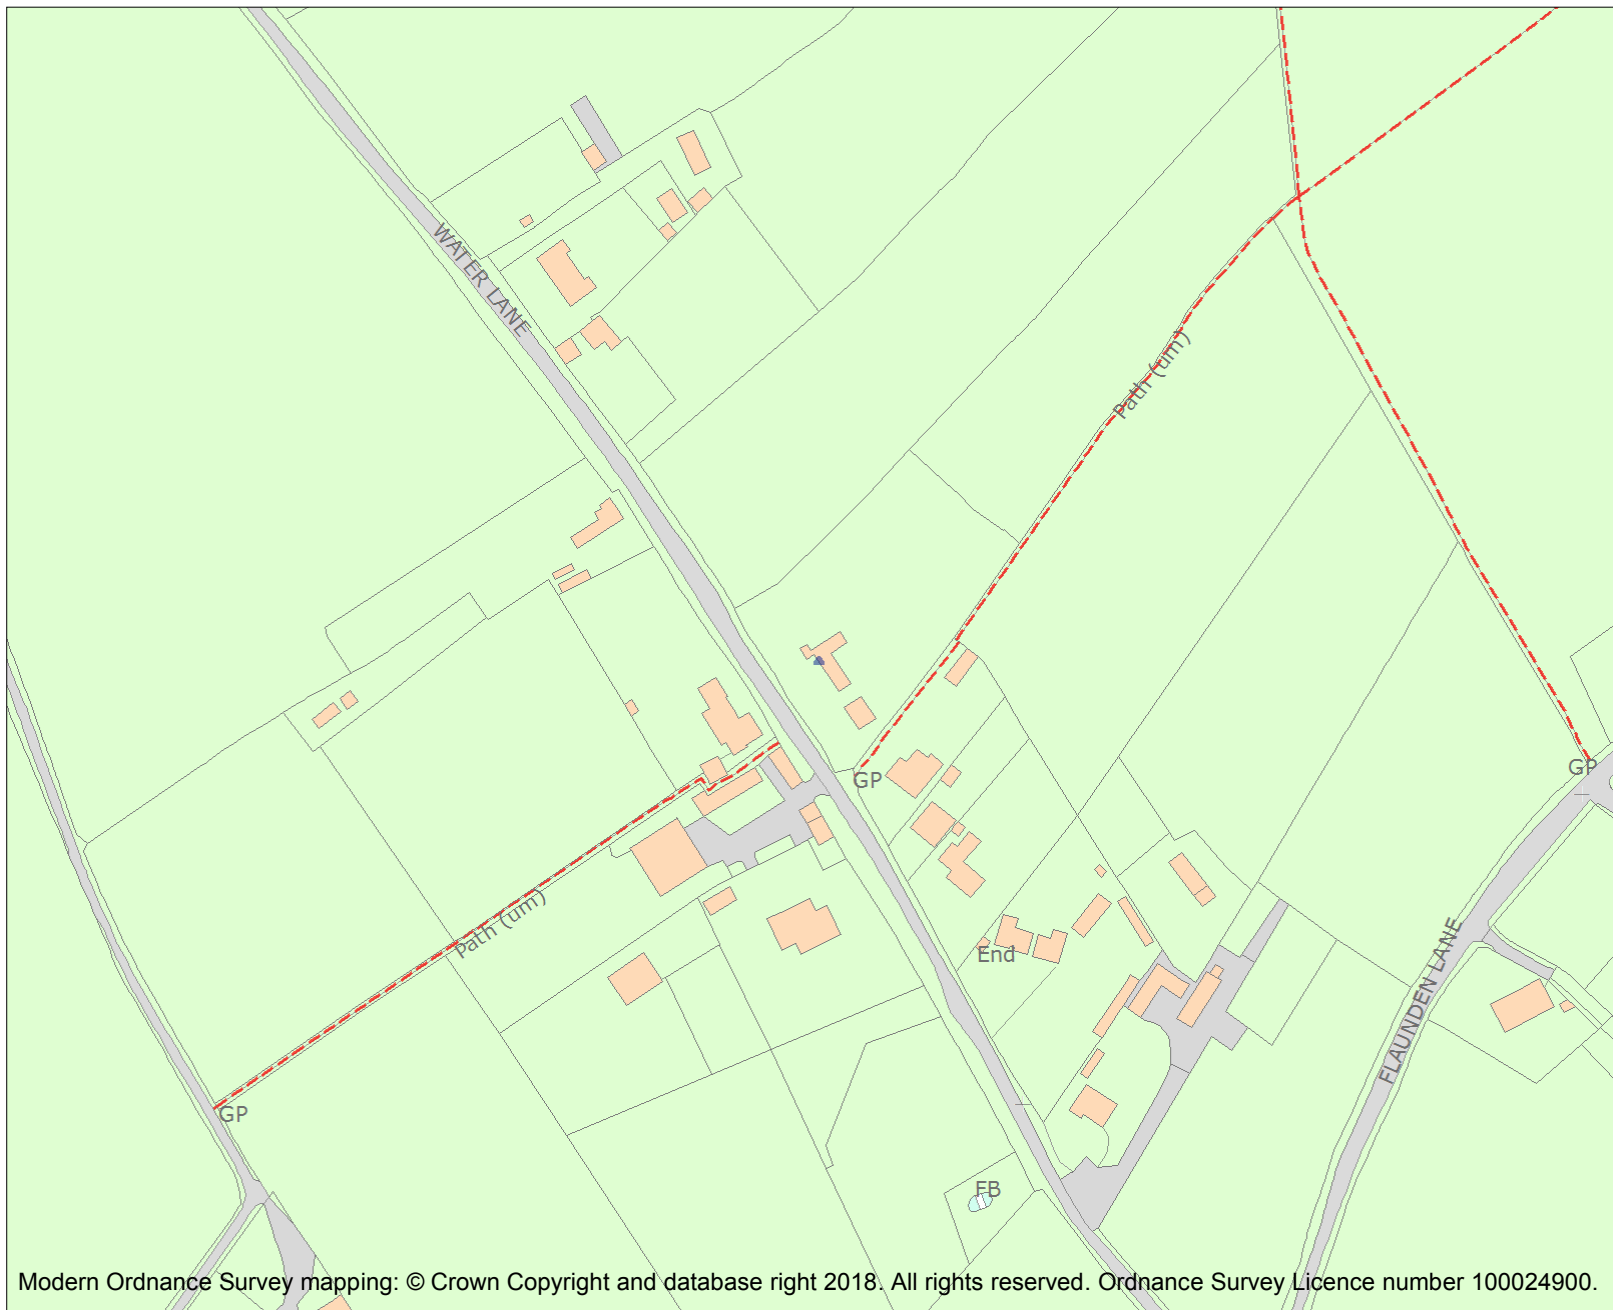 WATER LANE
Path (um)
GP
GP
Path (um)
End
FLAUNDEN LANE
GP
FB
Modern Ordnance Survey mapping: © Crown Copyright and database right 2018. All rights reserved. Ordnance Survey Licence number 100024900.